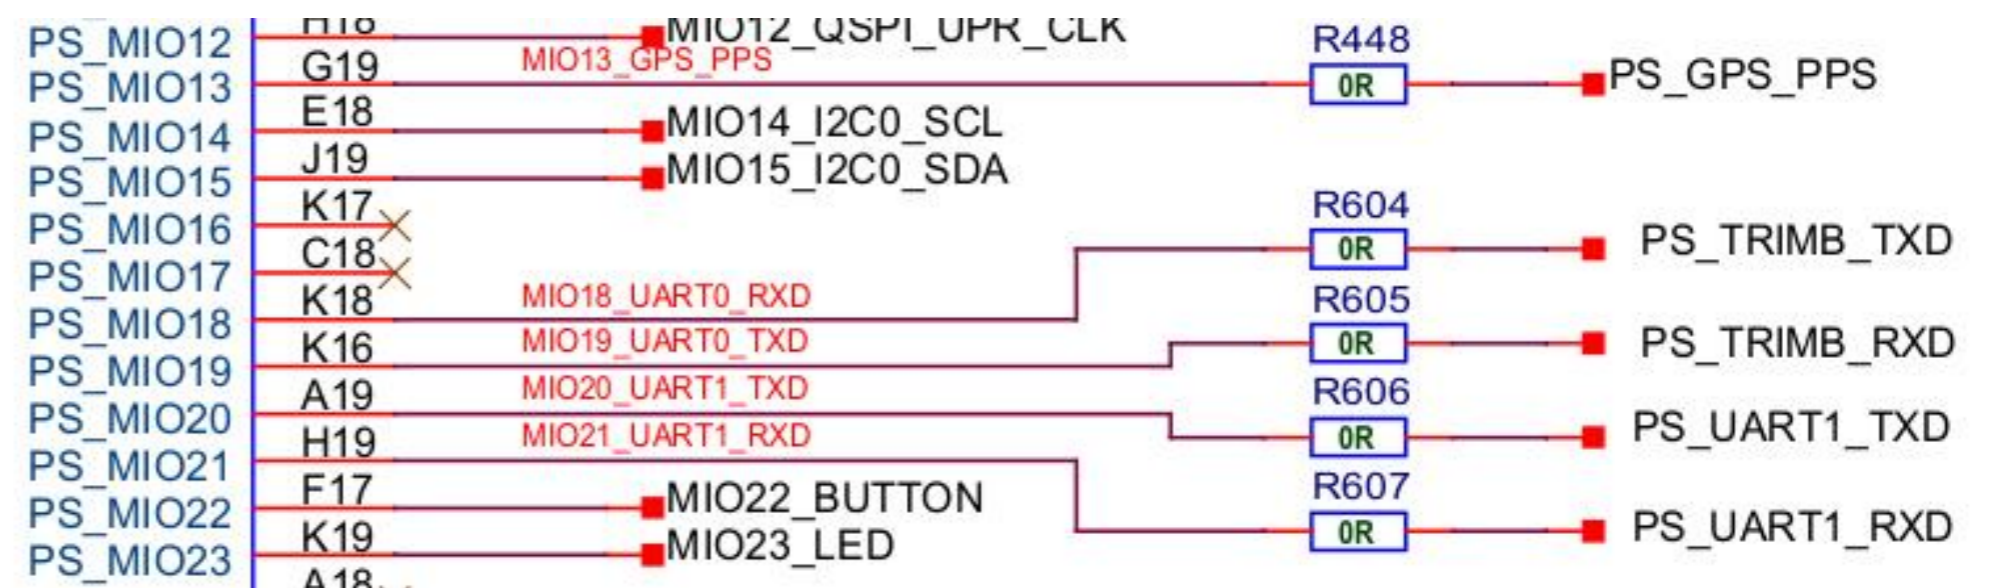 PS_MIO12 H18 MIO12_QSPI_UPR_CLK
PS_MIO13 G19 MIO13_GPS_PPS R448 0R PS_GPS_PPS
PS_MIO14 E18 MIO14_I2C0_SCL
PS_MIO15 J19 MIO15_I2C0_SDA
PS_MIO16 K17
PS_MIO17 C18
PS_MIO18 K18 MIO18_UART0_RXD R604 0R PS_TRIMB_TXD
PS_MIO19 K16 MIO19_UART0_TXD R605 0R PS_TRIMB_RXD
PS_MIO20 A19 MIO20_UART1_TXD R606 0R PS_UART1_TXD
PS_MIO21 H19 MIO21_UART1_RXD R607 0R PS_UART1_RXD
PS_MIO22 F17 MIO22_BUTTON
PS_MIO23 K19 MIO23_LED
A18